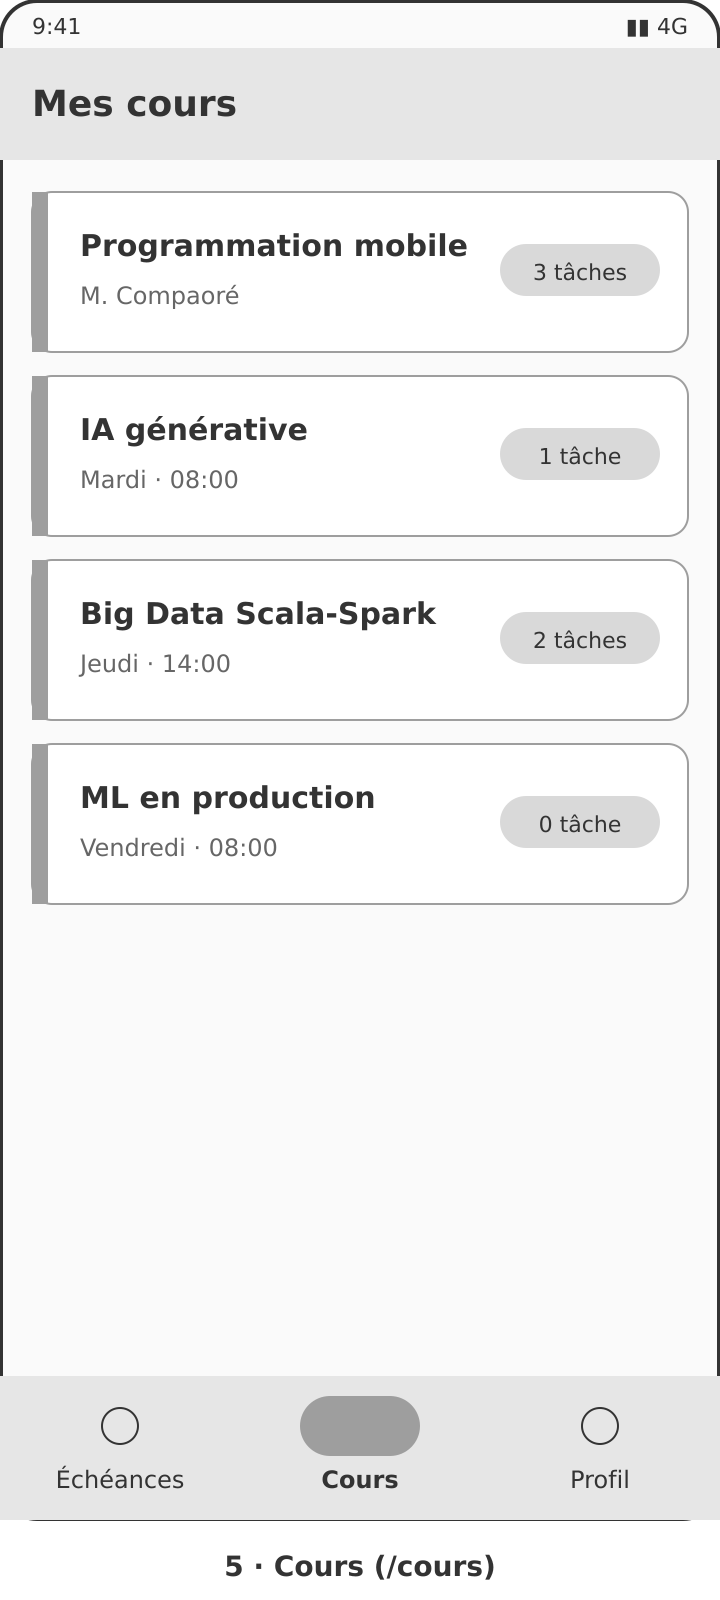 9:41
4G
Mes cours
Programmation mobile
3 tâches
M. Compaoré
IA générative
1 tâche
Mardi · 08:00
Big Data Scala-Spark
2 tâches
Jeudi · 14:00
ML en production
0 tâche
Vendredi · 08:00
Échéances
Cours
Profil
5 · Cours (/cours)